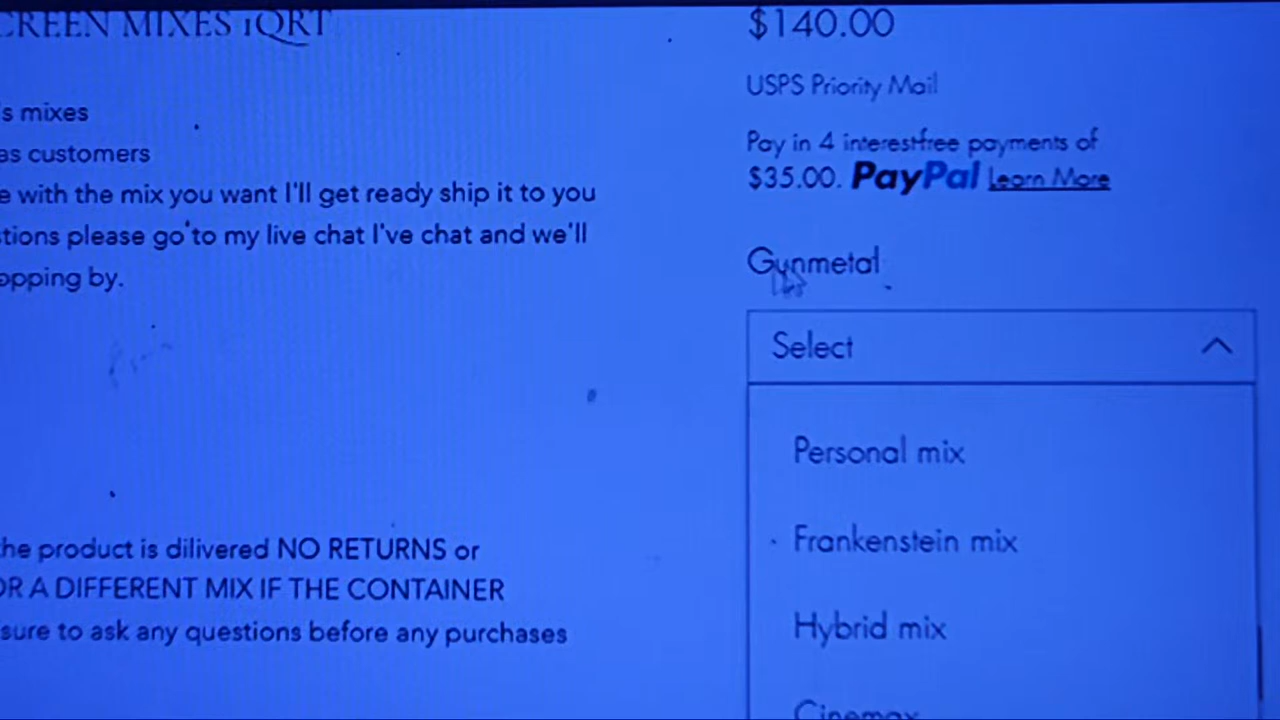 CREEN MIXES 1QRT
's mixes
as customers
e with the mix you want I'll get ready ship it to you
stions please go to my live chat I've chat and we'll
opping by.
he product is dilivered NO RETURNS or
OR A DIFFERENT MIX IF THE CONTAINER
sure to ask any questions before any purchases
$140.00
USPS Priority Mail
Pay in 4 interest-free payments of
$35.00. PayPal Learn More
Gunmetal
Select
Personal mix
Frankenstein mix
Hybrid mix
Cinemax